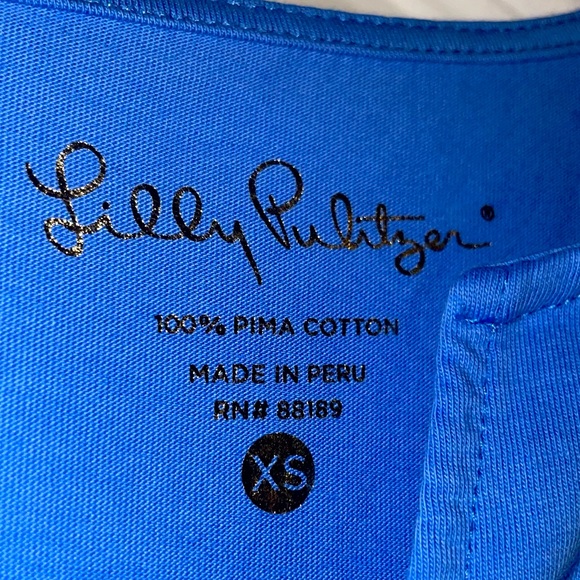 Lilly Pulitzer®
100% PIMA COTTON
MADE IN PERU
RN# 88189
XS